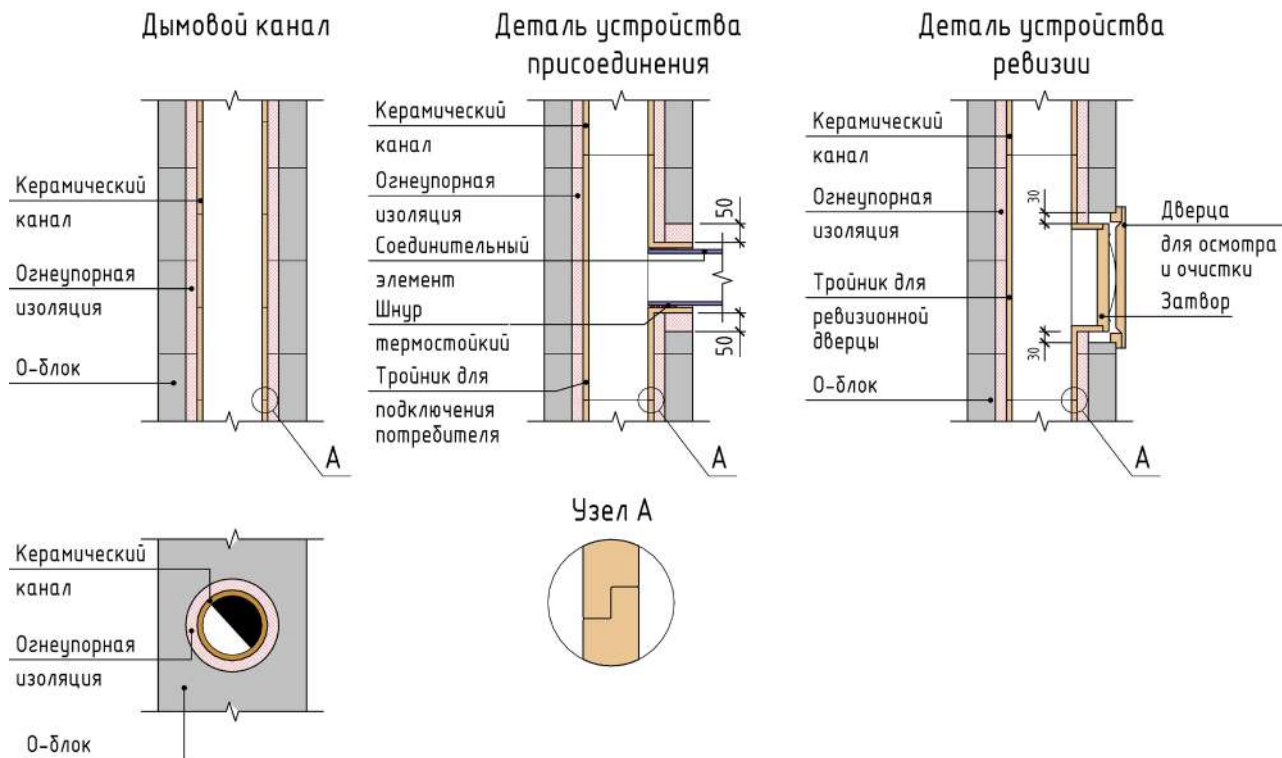 Дымовой канал
Керамический
канал
Огнеупорная
изоляция
О-блок
А
Деталь устройства
присоединения
Керамический
канал
Огнеупорная
изоляция
Соединительный
элемент
Шнур
термостойкий
Тройник для
подключения
потребителя
50
50
А
Деталь устройства
ревизии
Керамический
канал
Огнеупорная
изоляция
Тройник для
ревизионной
дверцы
О-блок
30
30
Дверца
для осмотра
и очистки
Затвор
А
Керамический
канал
Огнеупорная
изоляция
О-блок
Узел А